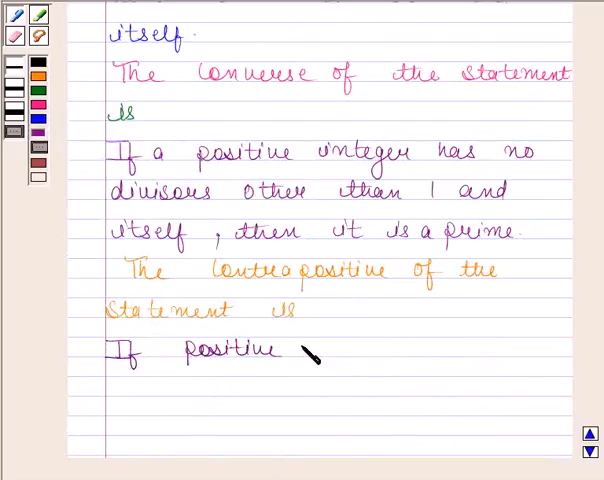 itself.
The converse of the statement
is
If a positive integer has no
divisors other than 1 and
itself, then it is a prime.
The contrapositive of the
statement is
If positive